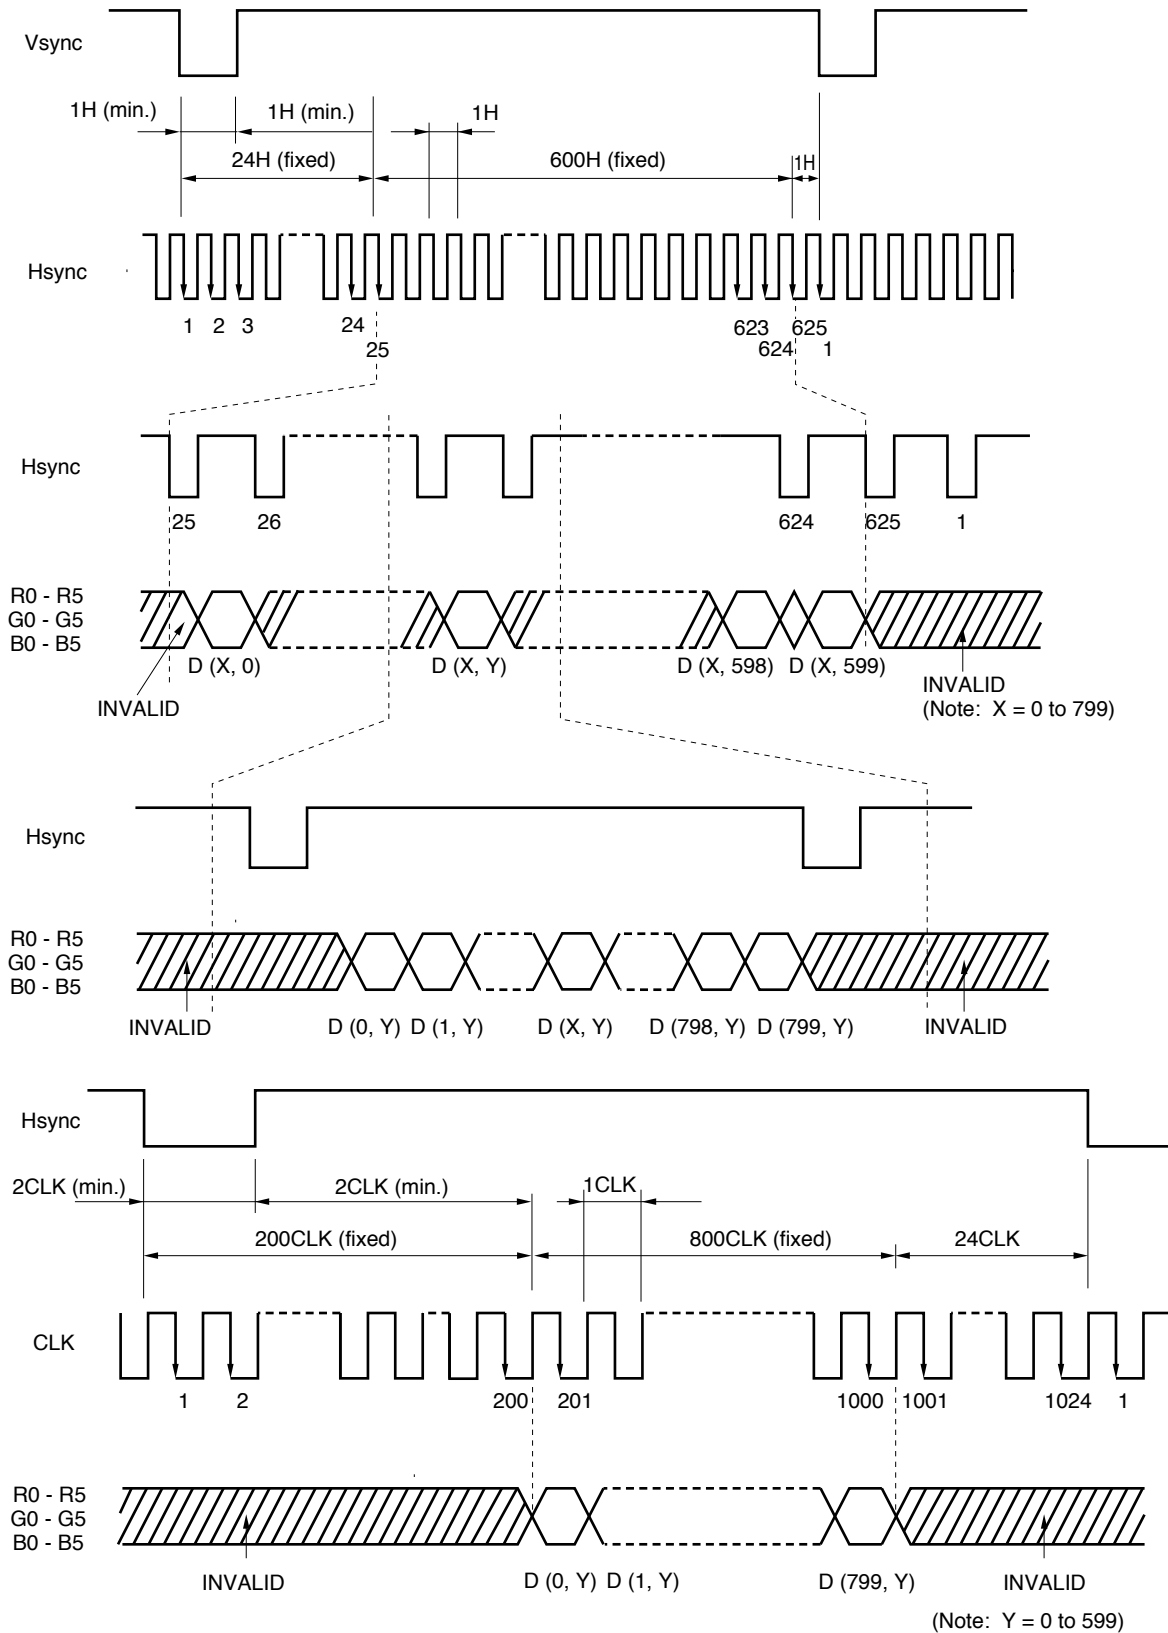 Vsync
1H (min.) 1H (min.) 1H
24H (fixed) 600H (fixed) 1H
Hsync
1 2 3 24 623 625
25 624 1
Hsync
25 26 624 625 1
R0 - R5
G0 - G5
B0 - B5
D (X, 0) D (X, Y) D (X, 598) D (X, 599)
INVALID INVALID
(Note: X = 0 to 799)
Hsync
R0 - R5
G0 - G5
B0 - B5
INVALID D (0, Y) D (1, Y) D (X, Y) D (798, Y) D (799, Y) INVALID
Hsync
2CLK (min.) 2CLK (min.) 1CLK
200CLK (fixed) 800CLK (fixed) 24CLK
CLK
1 2 200 201 1000 1001 1024 1
R0 - R5
G0 - G5
B0 - B5
INVALID D (0, Y) D (1, Y) D (799, Y) INVALID
(Note: Y = 0 to 599)